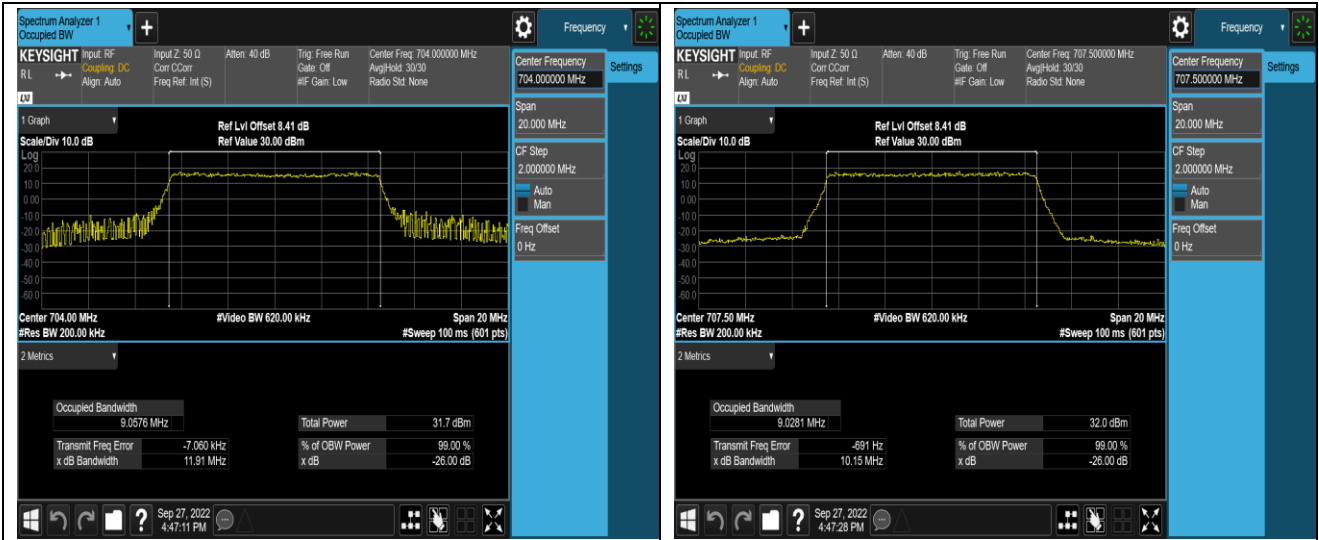 Spectrum Analyzer 1
Occupied BW
Frequency
KEYSIGHT Input: RF
Coupling: DC
Align: Auto
Input Z: 50 Ω
Corr CCorr
Freq Ref: Int (S)
Atten: 40 dB
Trig: Free Run
Gate: Off
#IF Gain: Low
Center Freq: 704.000000 MHz
Avg|Hold: 30/30
Radio Std: None
RL
LXI
Center Frequency
704.000000 MHz
Settings
Span
20.000 MHz
CF Step
2.000000 MHz
Auto
Man
Freq Offset
0 Hz
1 Graph
Scale/Div 10.0 dB
Ref Lvl Offset 8.41 dB
Ref Value 30.00 dBm
Log
20.0
10.0
0.00
-10.0
-20.0
-30.0
-40.0
-50.0
-60.0
Center 704.00 MHz
#Video BW 620.00 kHz
Span 20 MHz
#Res BW 200.00 kHz
#Sweep 100 ms (601 pts)
2 Metrics
Occupied Bandwidth
9.0576 MHz
Total Power 31.7 dBm
Transmit Freq Error -7.060 kHz
% of OBW Power 99.00 %
x dB Bandwidth 11.91 MHz
x dB -26.00 dB
Sep 27, 2022
4:47:11 PM
Spectrum Analyzer 1
Occupied BW
Frequency
KEYSIGHT Input: RF
Coupling: DC
Align: Auto
Input Z: 50 Ω
Corr CCorr
Freq Ref: Int (S)
Atten: 40 dB
Trig: Free Run
Gate: Off
#IF Gain: Low
Center Freq: 707.500000 MHz
Avg|Hold: 30/30
Radio Std: None
RL
LXI
Center Frequency
707.500000 MHz
Settings
Span
20.000 MHz
CF Step
2.000000 MHz
Auto
Man
Freq Offset
0 Hz
1 Graph
Scale/Div 10.0 dB
Ref Lvl Offset 8.41 dB
Ref Value 30.00 dBm
Log
20.0
10.0
0.00
-10.0
-20.0
-30.0
-40.0
-50.0
-60.0
Center 707.50 MHz
#Video BW 620.00 kHz
Span 20 MHz
#Res BW 200.00 kHz
#Sweep 100 ms (601 pts)
2 Metrics
Occupied Bandwidth
9.0281 MHz
Total Power 32.0 dBm
Transmit Freq Error -691 Hz
% of OBW Power 99.00 %
x dB Bandwidth 10.15 MHz
x dB -26.00 dB
Sep 27, 2022
4:47:28 PM